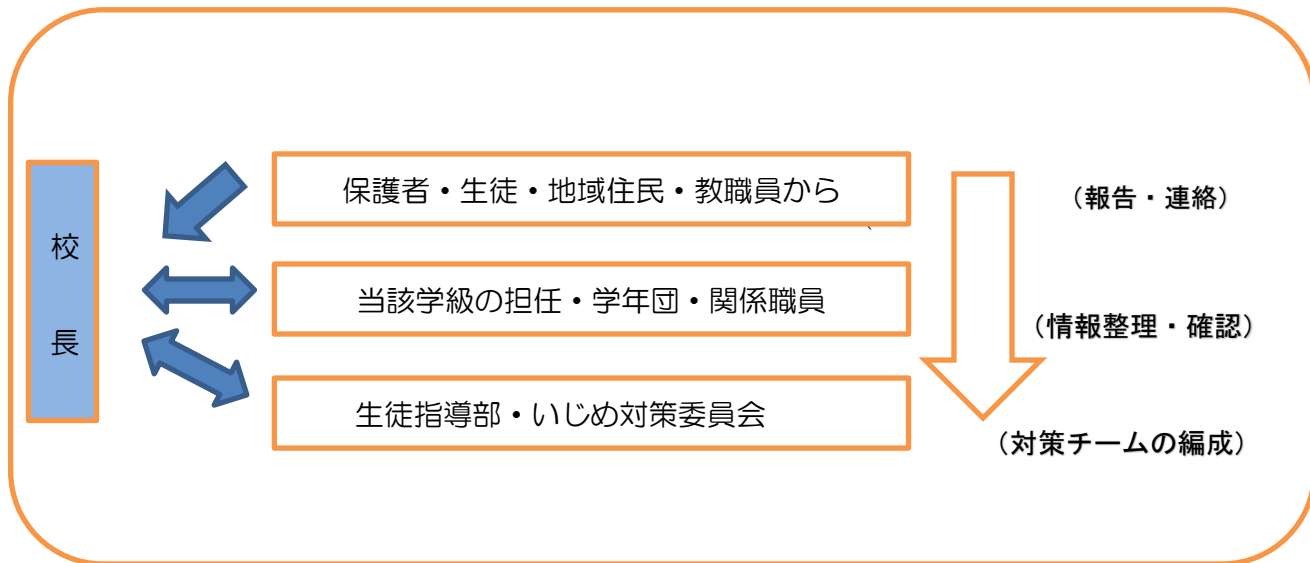 校長
保護者・生徒・地域住民・教職員から
、
(報告・連絡)
当該学級の担任・学年団・関係職員
(情報整理・確認)
生徒指導部・いじめ対策委員会
(対策チームの編成)